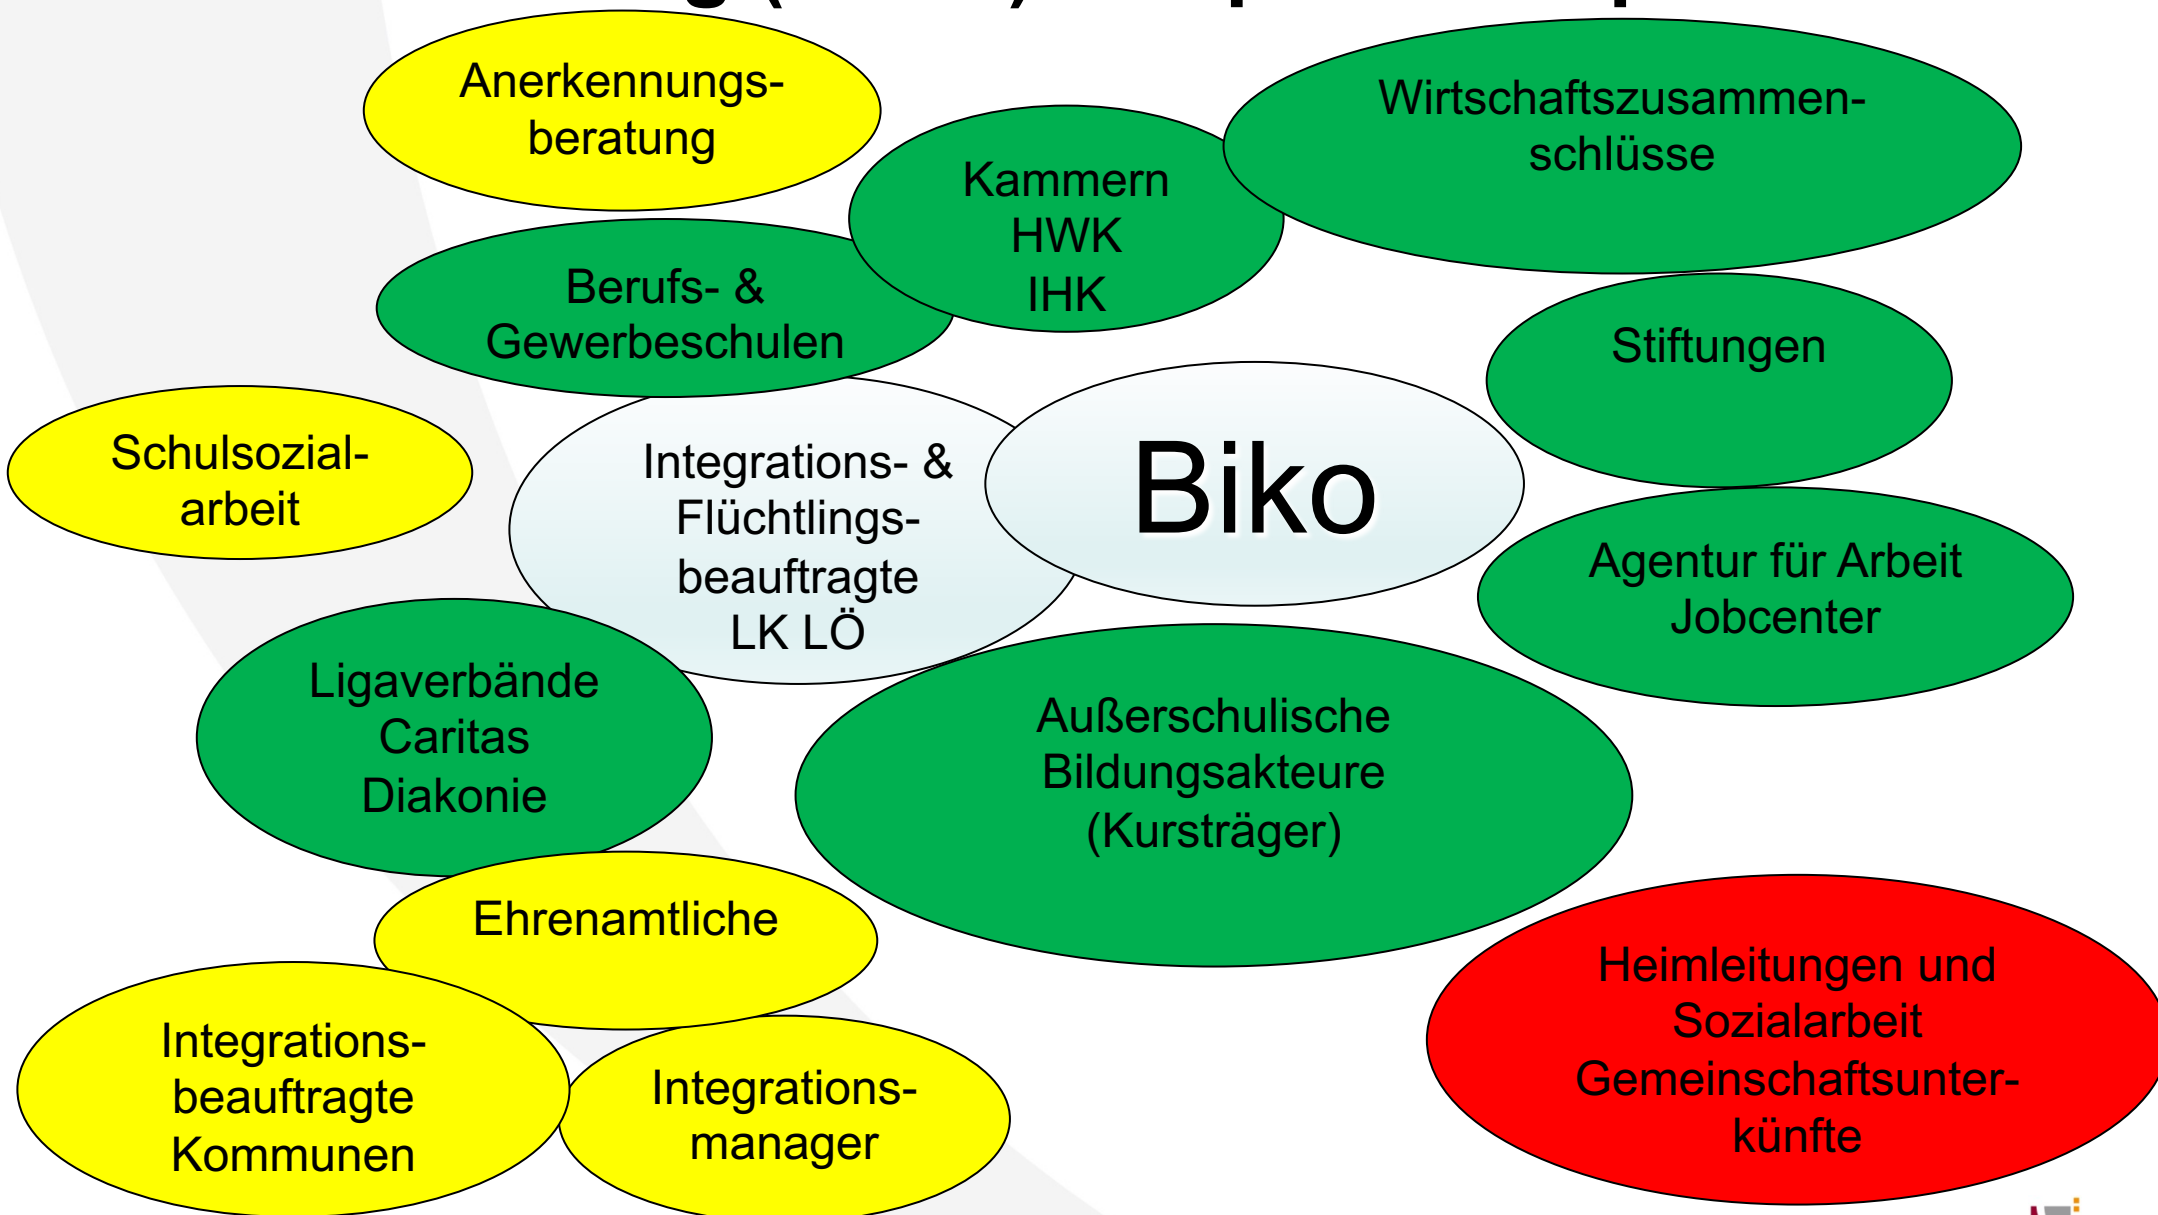 Anerkennungs-
beratung
Wirtschaftszusammen-
schlüsse
Kammern
HWK
IHK
Berufs- &
Gewerbeschulen
Stiftungen
Schulsozial-
arbeit
Integrations- &
Flüchtlings-
beauftragte
LK LÖ
Biko
Agentur für Arbeit
Jobcenter
Ligaverbände
Caritas
Diakonie
Außerschulische
Bildungsakteure
(Kursträger)
Ehrenamtliche
Heimleitungen und
Sozialarbeit
Gemeinschaftsunter-
künfte
Integrations-
beauftragte
Kommunen
Integrations-
manager